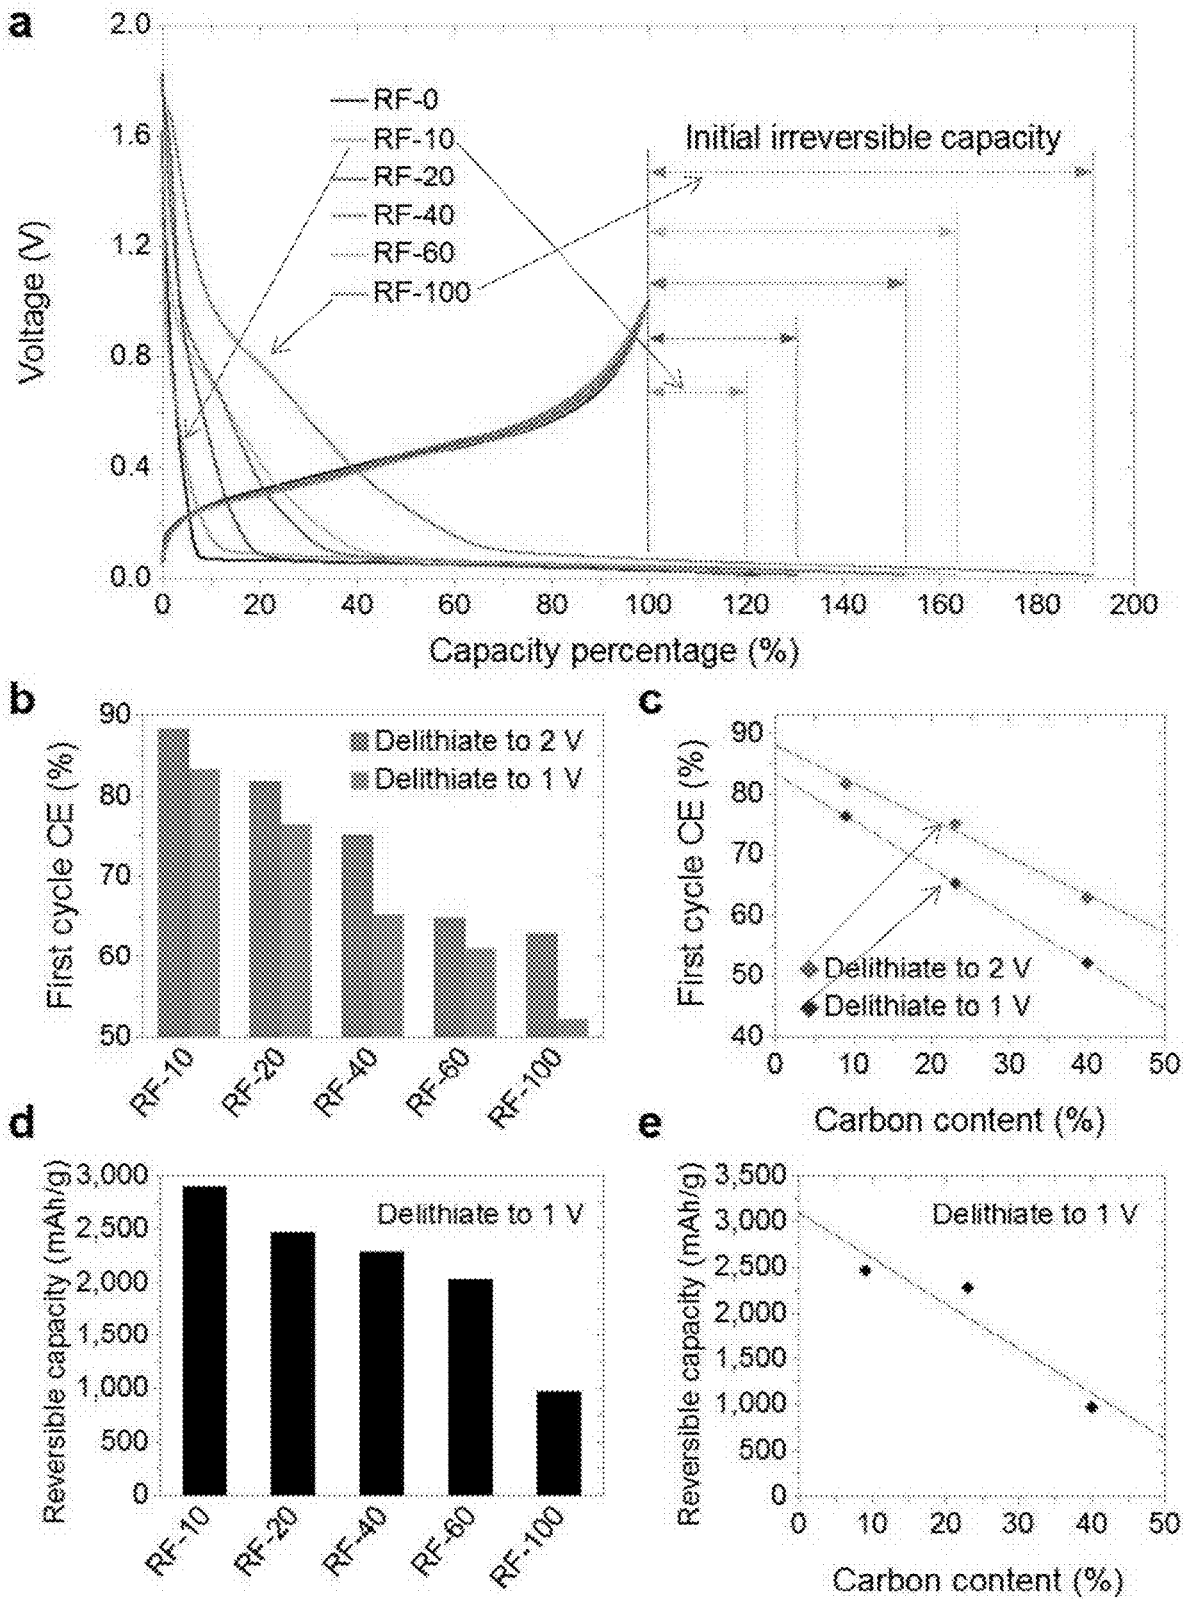 a
2.0
1.6
1.2
0.8
0.4
0.0
Voltage (V)
RF-0
RF-10
RF-20
RF-40
RF-60
RF-100
Initial irreversible capacity
0 20 40 60 80 100 120 140 160 180 200
Capacity percentage (%)
b
90
80
70
60
50
First cycle CE (%)
Delithiate to 2 V
Delithiate to 1 V
RF-10 RF-20 RF-40 RF-60 RF-100
c
90
80
70
60
50
40
First cycle CE (%)
Delithiate to 2 V
Delithiate to 1 V
0 10 20 30 40 50
Carbon content (%)
d
3,000
2,500
2,000
1,500
1,000
500
0
Reversible capacity (mAh/g)
Delithiate to 1 V
RF-10 RF-20 RF-40 RF-60 RF-100
e
3,500
3,000
2,500
2,000
1,500
1,000
500
0
Reversible capacity (mAh/g)
Delithiate to 1 V
0 10 20 30 40 50
Carbon content (%)